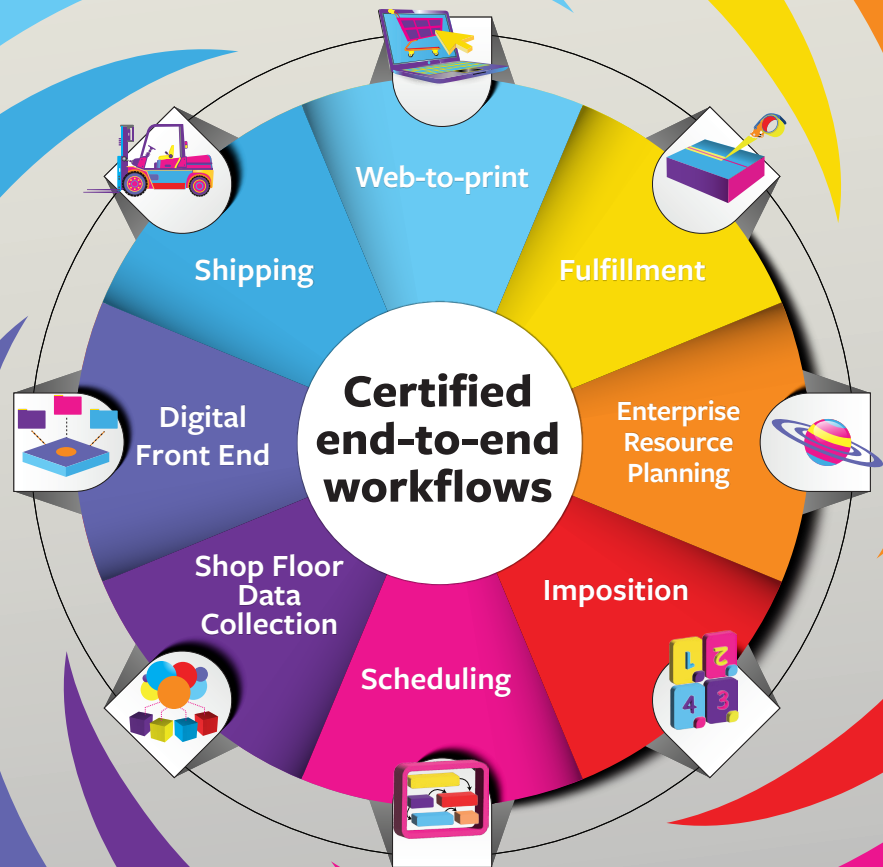 Web-to-print
Fulfillment
Enterprise
Resource
Planning
Imposition
1
2
4
3
Scheduling
Shop Floor
Data
Collection
Digital
Front End
Shipping
Certified
end-to-end
workflows